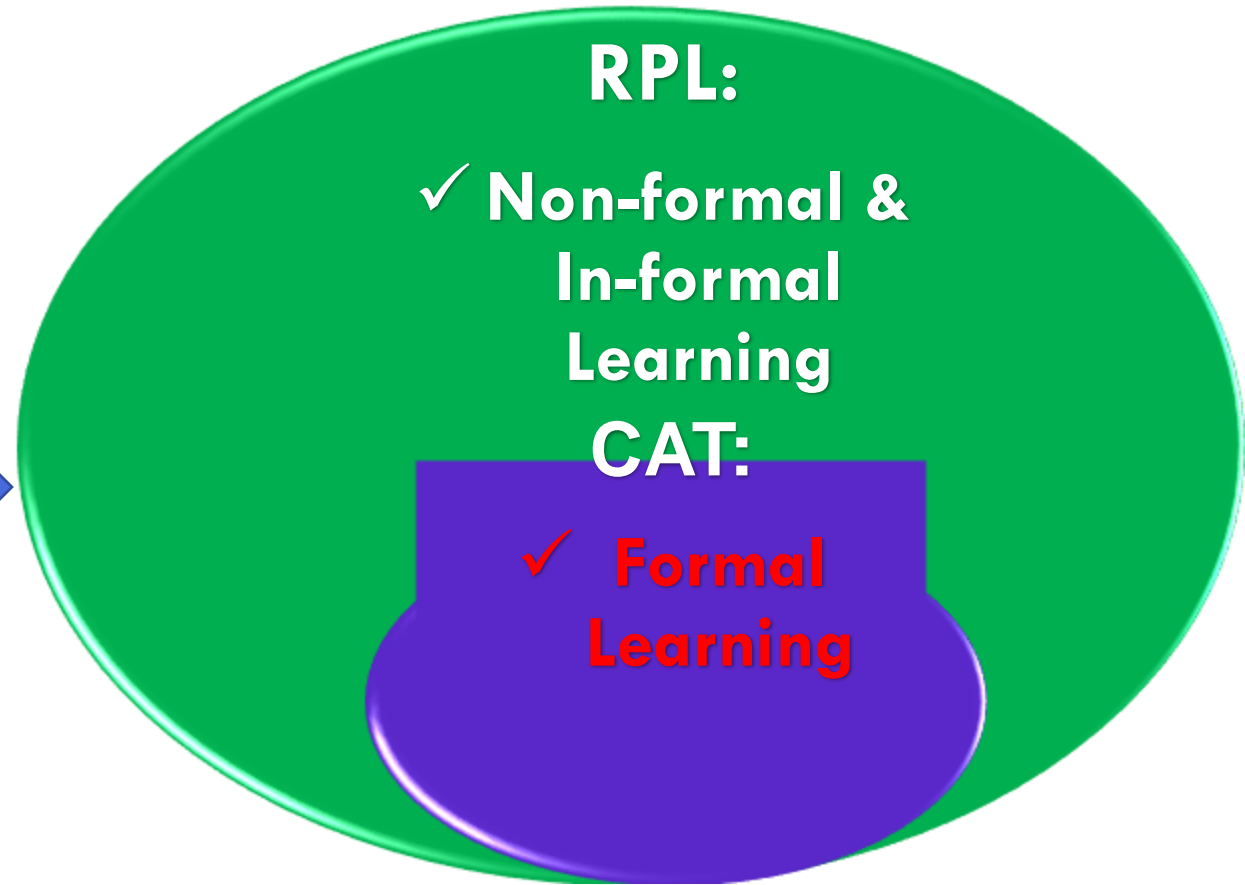 RPL:
✓ Non-formal &
In-formal
Learning
CAT:
✓ Formal
Learning